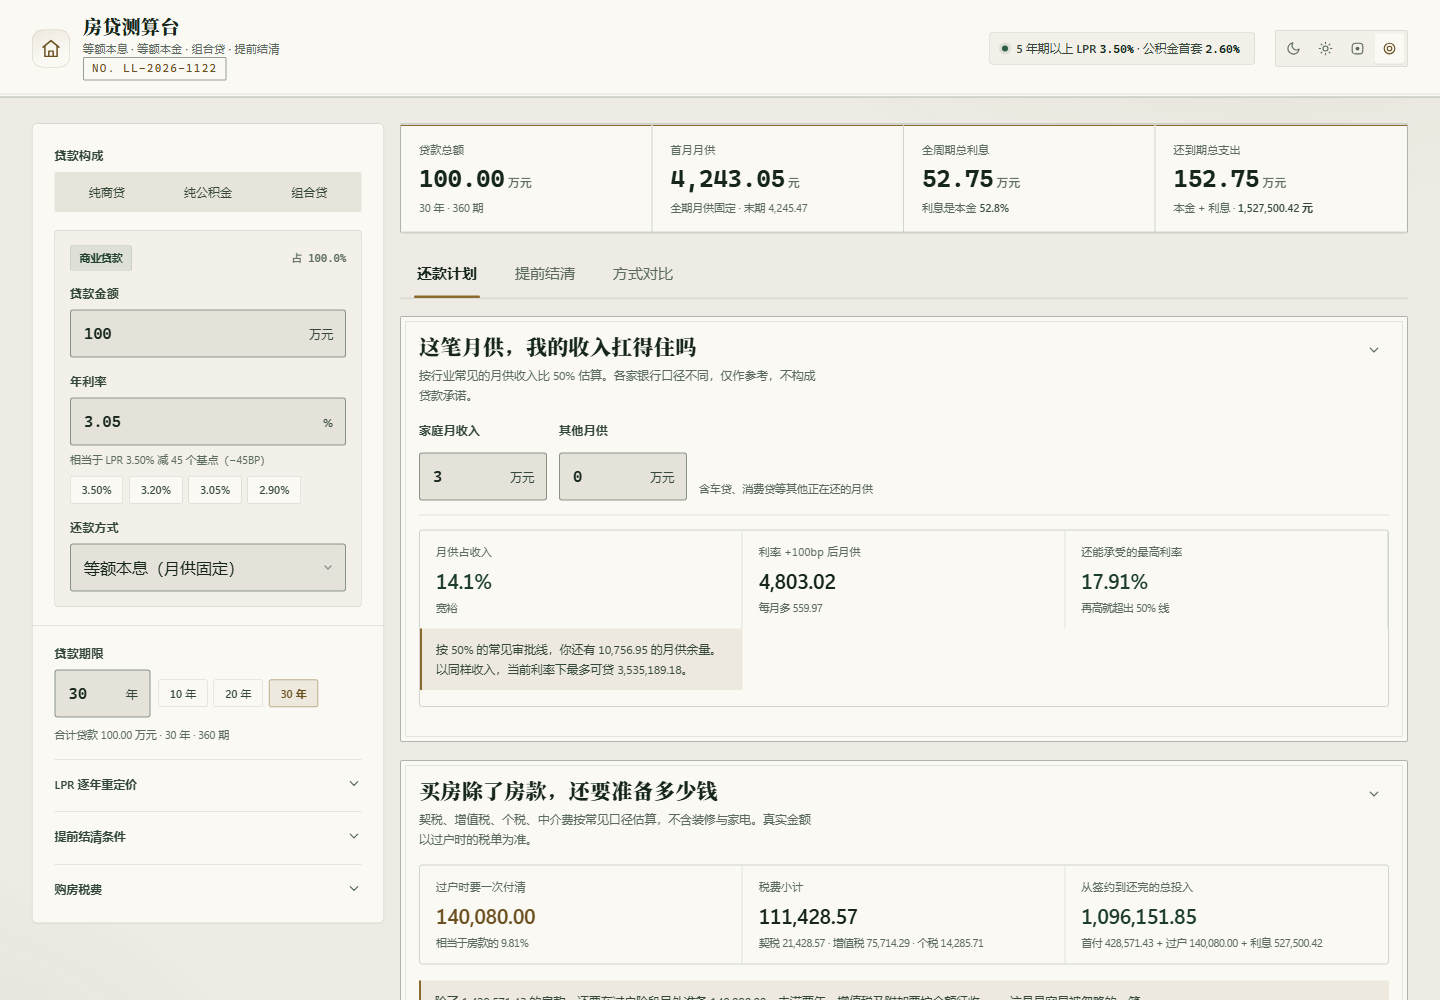 房贷测算台
等额本息 · 等额本金 · 组合贷 · 提前结清
NO. LL-2026-1122
5 年期以上 LPR 3.50% · 公积金首套 2.60%
贷款构成
纯商贷 纯公积金 组合贷
商业贷款 占 100.0%
贷款金额
100 万元
年利率
3.05 %
相当于 LPR 3.50% 减 45 个基点（−45BP）
3.50% 3.20% 3.05% 2.90%
还款方式
等额本息（月供固定）
贷款期限
30 年 10 年 20 年 30 年
合计贷款 100.00 万元 · 30 年 · 360 期
LPR 逐年重定价
提前结清条件
购房税费
贷款总额
100.00 万元
30 年 · 360 期
首月月供
4,243.05 元
全期月供固定 · 末期 4,245.47
全周期总利息
52.75 万元
利息是本金 52.8%
还到期总支出
152.75 万元
本金 + 利息 · 1,527,500.42 元
还款计划 提前结清 方式对比
这笔月供，我的收入扛得住吗
按行业常见的月供收入比 50% 估算。各家银行口径不同，仅作参考，不构成
贷款承诺。
家庭月收入 其他月供
3 万元 0 万元 含车贷、消费贷等其他正在还的月供
月供占收入
14.1%
宽裕
利率 +100bp 后月供
4,803.02
每月多 559.97
还能承受的最高利率
17.91%
再高就超出 50% 线
按 50% 的常见审批线，你还有 10,756.95 的月供余量。
以同样收入，当前利率下最多可贷 3,535,189.18。
买房除了房款，还要准备多少钱
契税、增值税、个税、中介费按常见口径估算，不含装修与家电。真实金额
以过户时的税单为准。
过户时要一次付清
140,080.00
相当于房款的 9.81%
税费小计
111,428.57
契税 21,428.57 · 增值税 75,714.29 · 个税 14,285.71
从签约到还完的总投入
1,096,151.85
首付 428,571.43 + 过户 140,080.00 + 利息 527,500.42